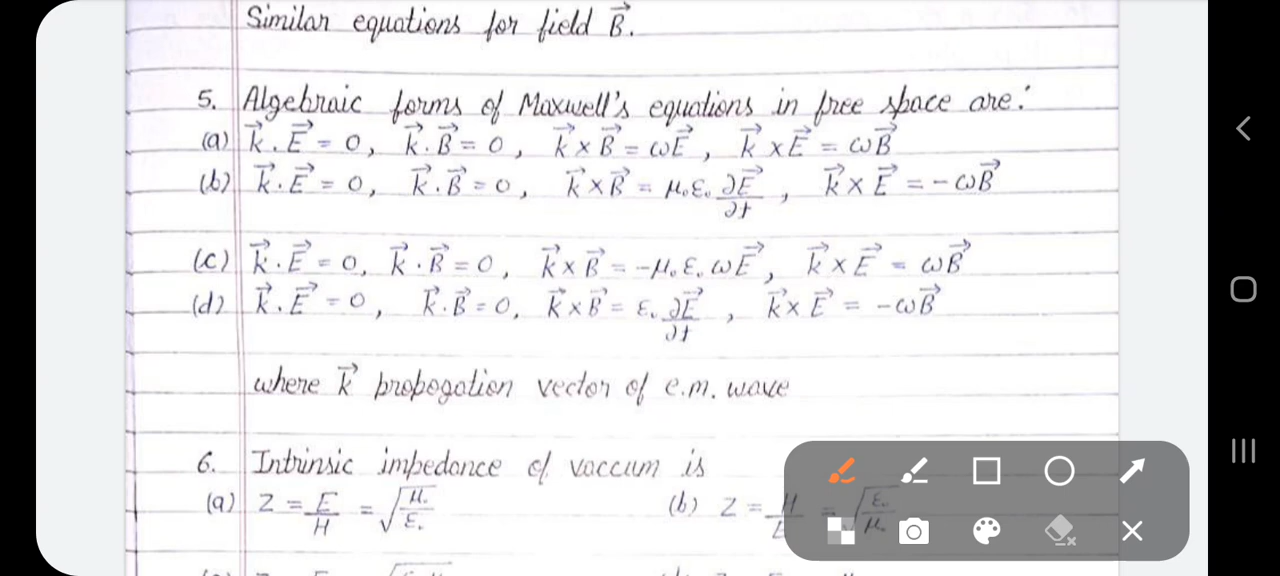 Similar equations for field B⃗.
5. Algebraic forms of Maxwell's equations in free space are:
(a) k⃗ . E⃗ = 0, k⃗ . B⃗ = 0, k⃗ × B⃗ = ωE⃗, k⃗ × E⃗ = ωB⃗
(b) k⃗ . E⃗ = 0, k⃗ . B⃗ = 0, k⃗ × B⃗ = μ₀ε₀ ∂E⃗/∂t, k⃗ × E⃗ = -ωB⃗
(c) k⃗ . E⃗ = 0, k⃗ . B⃗ = 0, k⃗ × B⃗ = -μ₀ε₀ωE⃗, k⃗ × E⃗ = ωB⃗
(d) k⃗ . E⃗ = 0, k⃗ . B⃗ = 0, k⃗ × B⃗ = ε₀ ∂E⃗/∂t, k⃗ × E⃗ = -ωB⃗
where k⃗ propogation vector of e.m. wave
6. Intrinsic impedance of vaccum is
(a) Z = E/H = √(μ₀/ε₀) (b) Z = H/E = √(ε₀/μ₀)